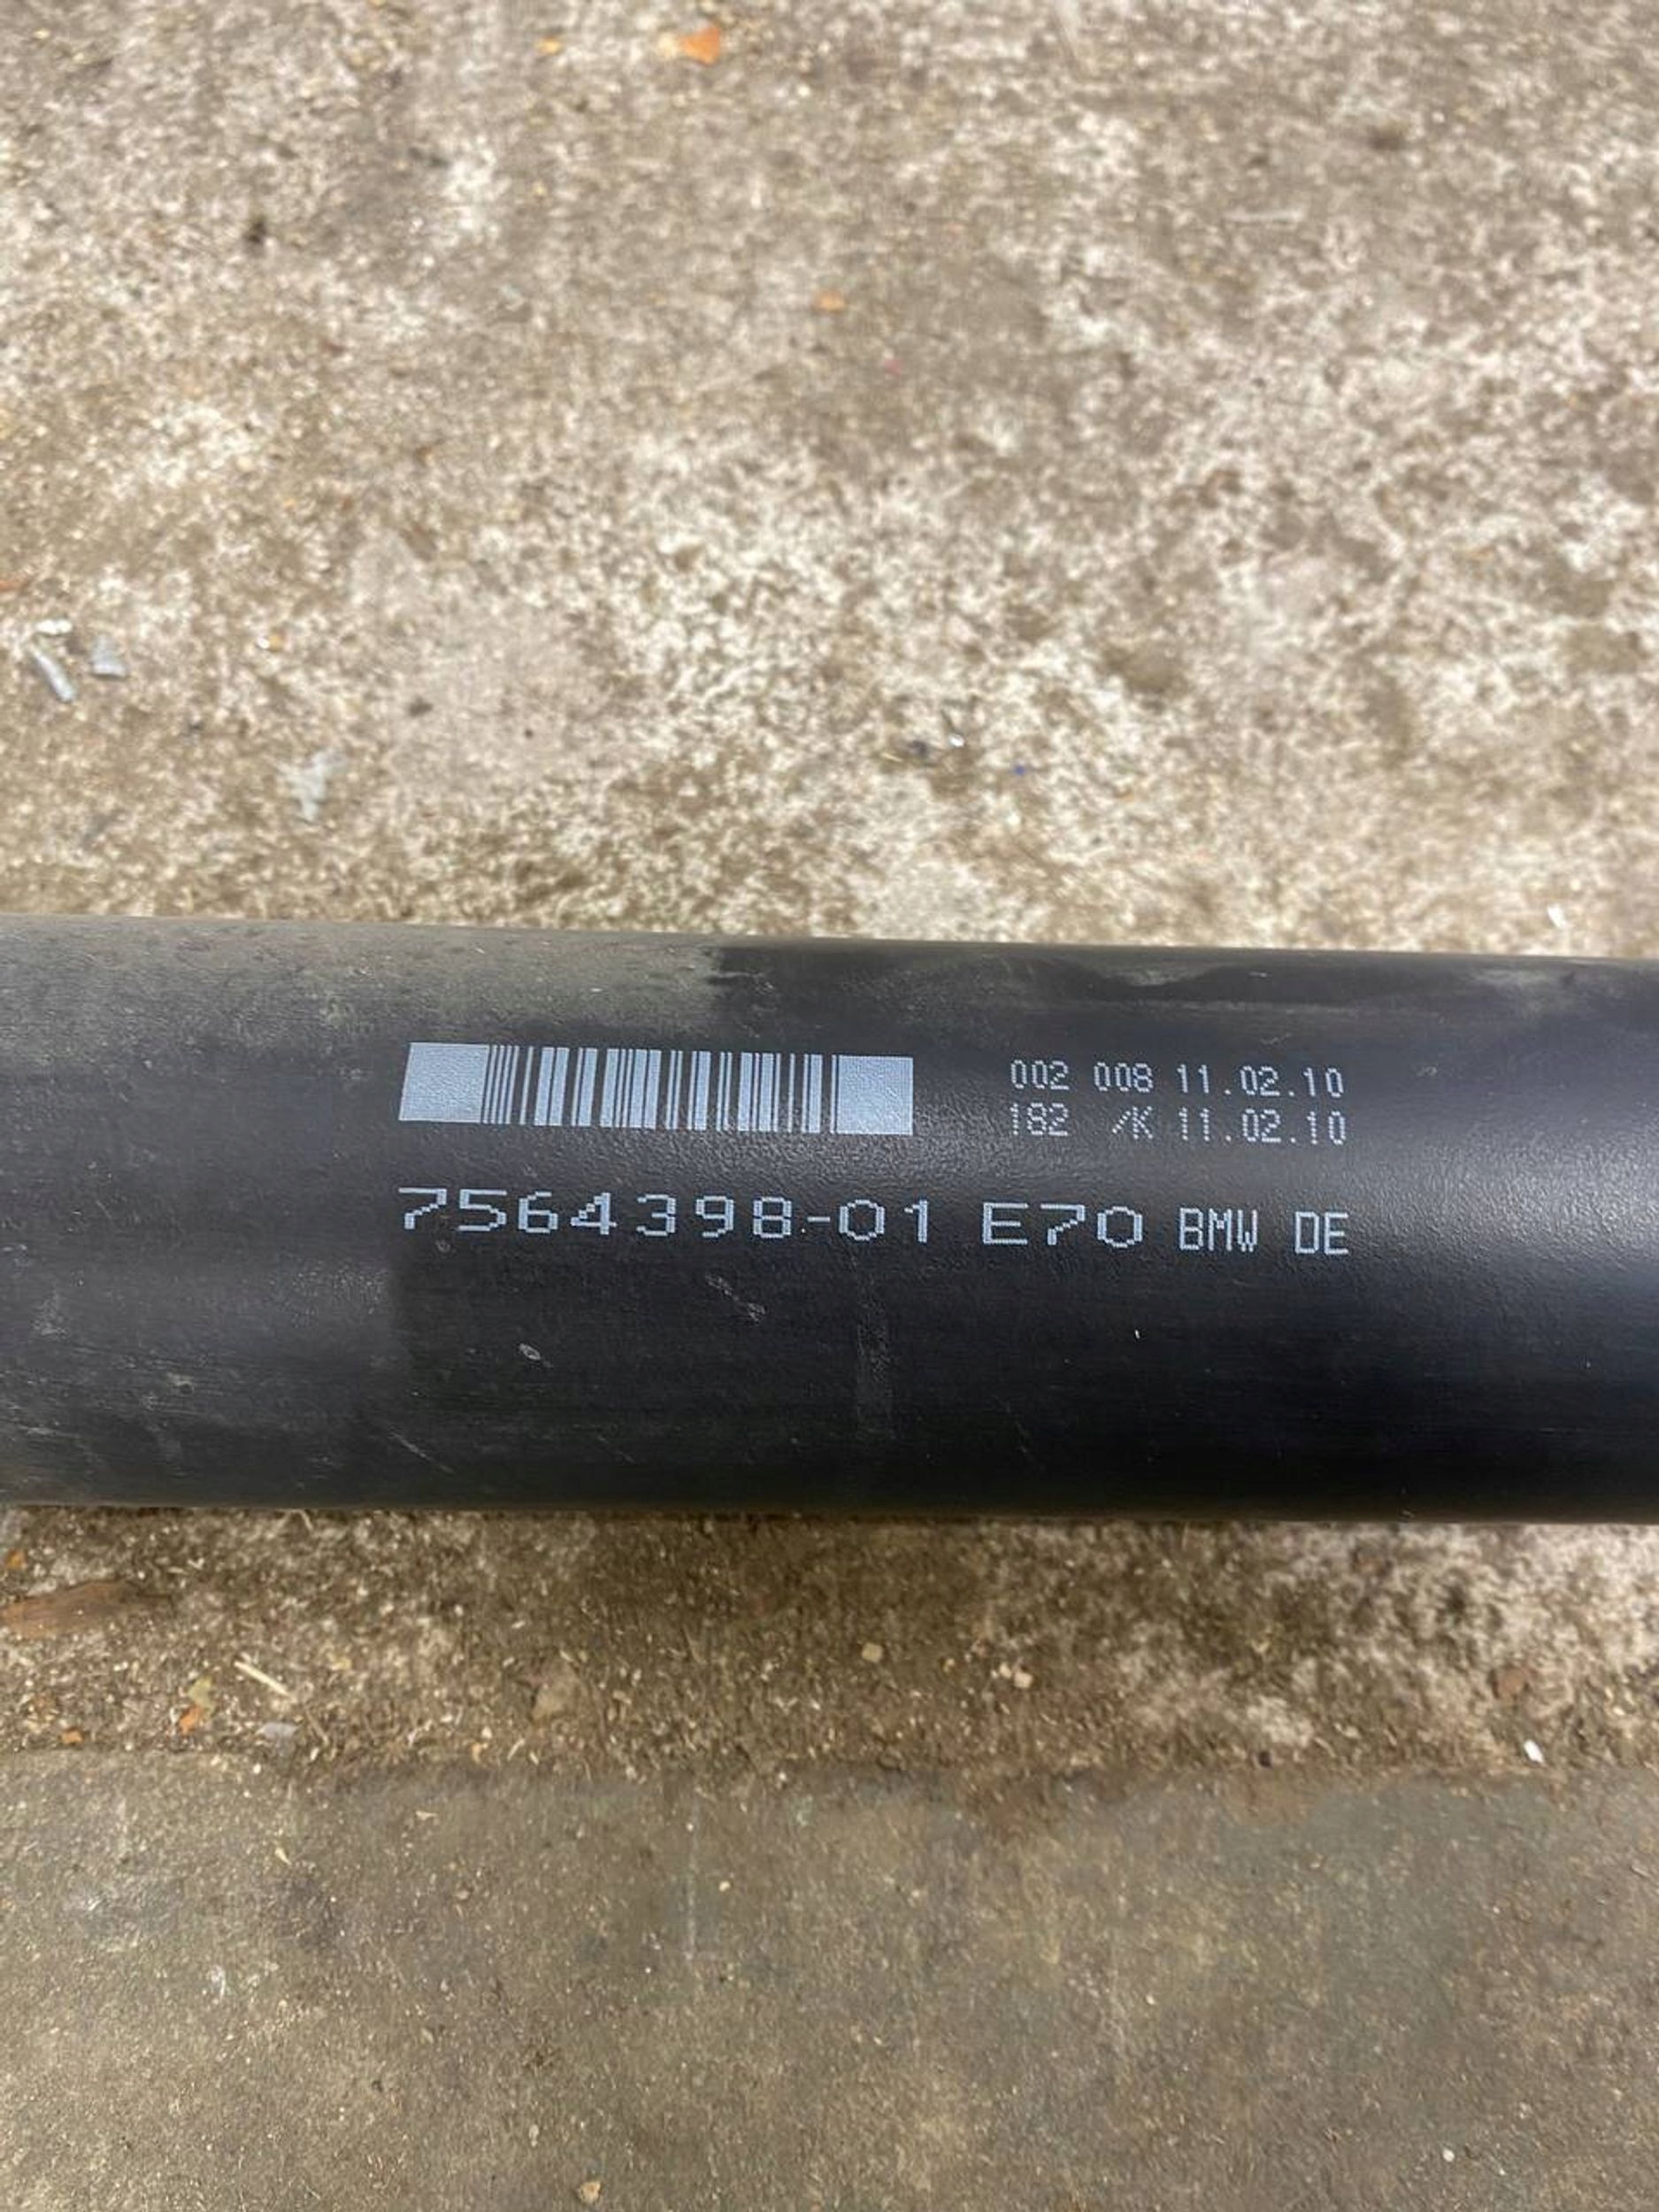 002 008 11.02.10
182 /K 11.02.10
7564398-01 E70 BMW DE